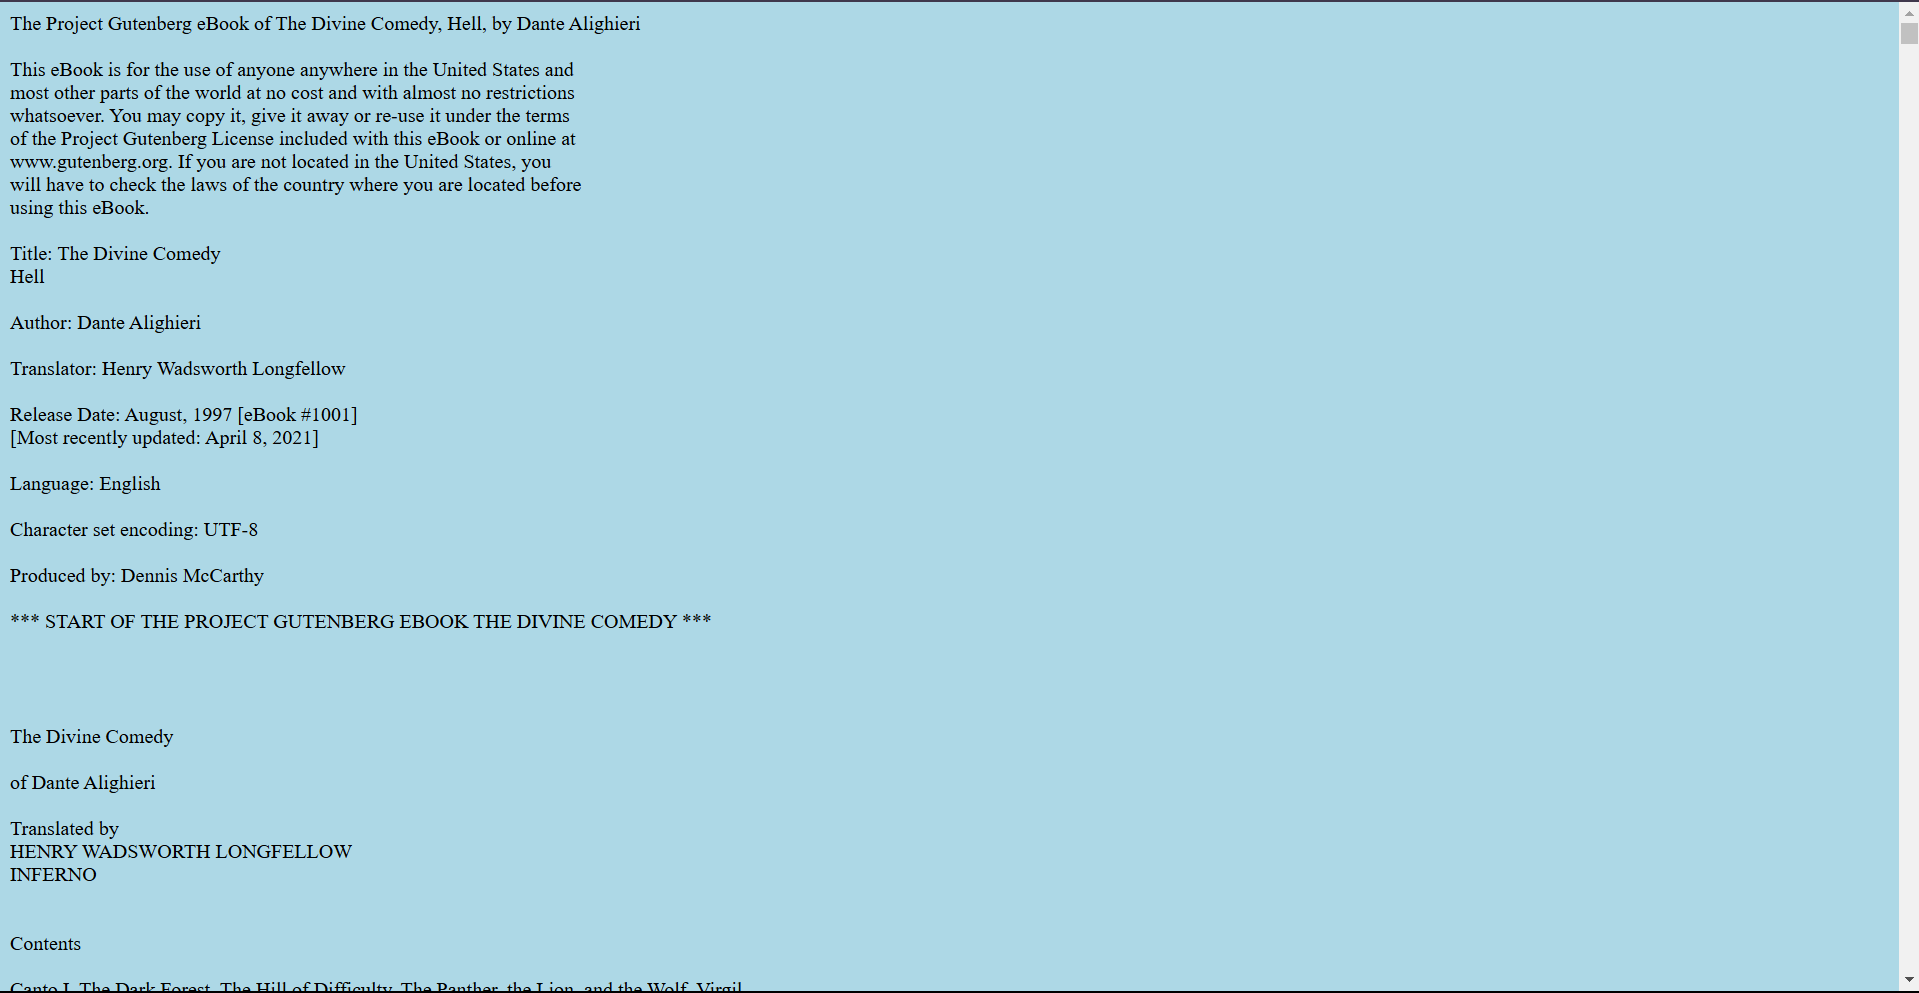 The Project Gutenberg eBook of The Divine Comedy, Hell, by Dante Alighieri
This eBook is for the use of anyone anywhere in the United States and
most other parts of the world at no cost and with almost no restrictions
whatsoever. You may copy it, give it away or re-use it under the terms
of the Project Gutenberg License included with this eBook or online at
www.gutenberg.org. If you are not located in the United States, you
will have to check the laws of the country where you are located before
using this eBook.
Title: The Divine Comedy
Hell
Author: Dante Alighieri
Translator: Henry Wadsworth Longfellow
Release Date: August, 1997 [eBook #1001]
[Most recently updated: April 8, 2021]
Language: English
Character set encoding: UTF-8
Produced by: Dennis McCarthy
*** START OF THE PROJECT GUTENBERG EBOOK THE DIVINE COMEDY ***
The Divine Comedy
of Dante Alighieri
Translated by
HENRY WADSWORTH LONGFELLOW
INFERNO
Contents
Canto I. The Dark Forest. The Hill of Difficulty. The Panther, the Lion, and the Wolf. Virgil.